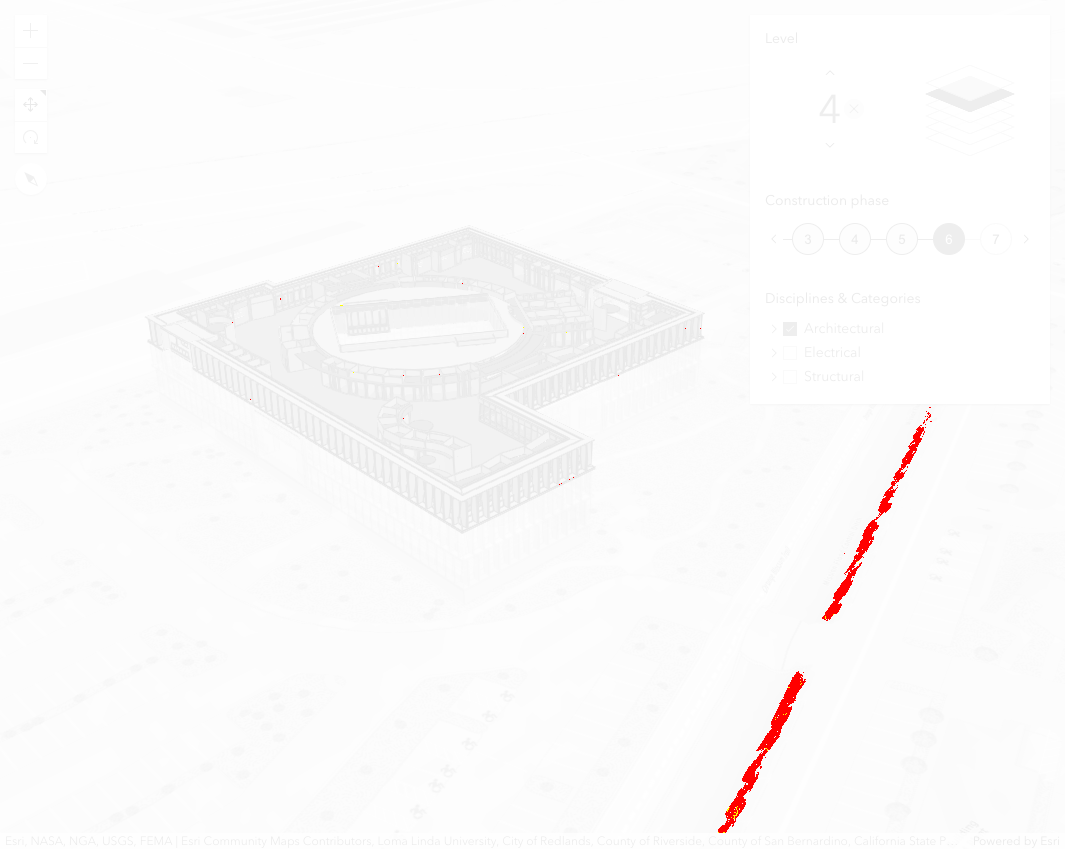 Level
4
Construction phase
3 4 5 6 7
Disciplines & Categories
Architectural
Electrical
Structural
Esri, NASA, NGA, USGS, FEMA | Esri Community Maps Contributors, Loma Linda University, City of Redlands, County of Riverside, County of San Bernardino, California State P... Powered by Esri